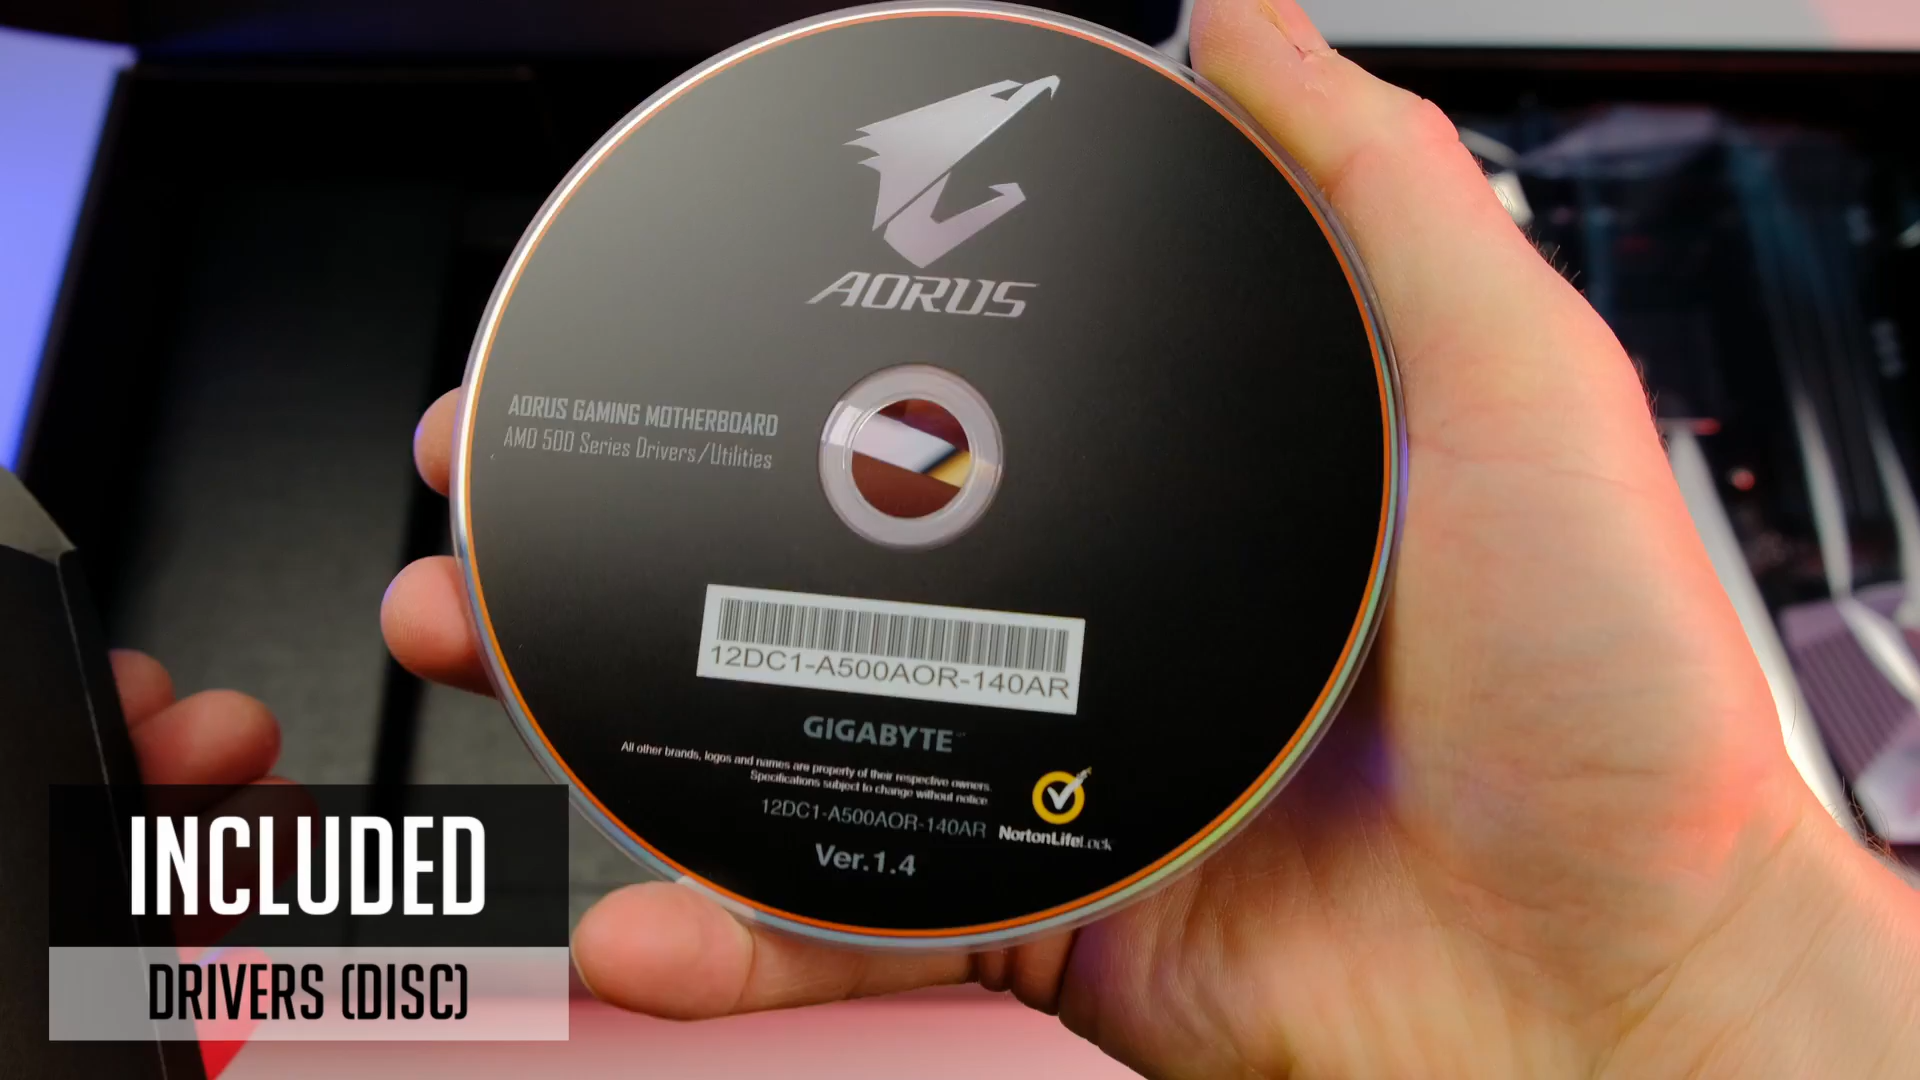 AORUS
AORUS GAMING MOTHERBOARD
AMD 500 Series Drivers/Utilities
12DC1-A500AOR-140AR
GIGABYTE
All other brands, logos and names are property of their respective owners.
Specifications subject to change without notice
12DC1-A500AOR-140AR
NortonLifeLock
Ver.1.4
INCLUDED
DRIVERS (DISC)